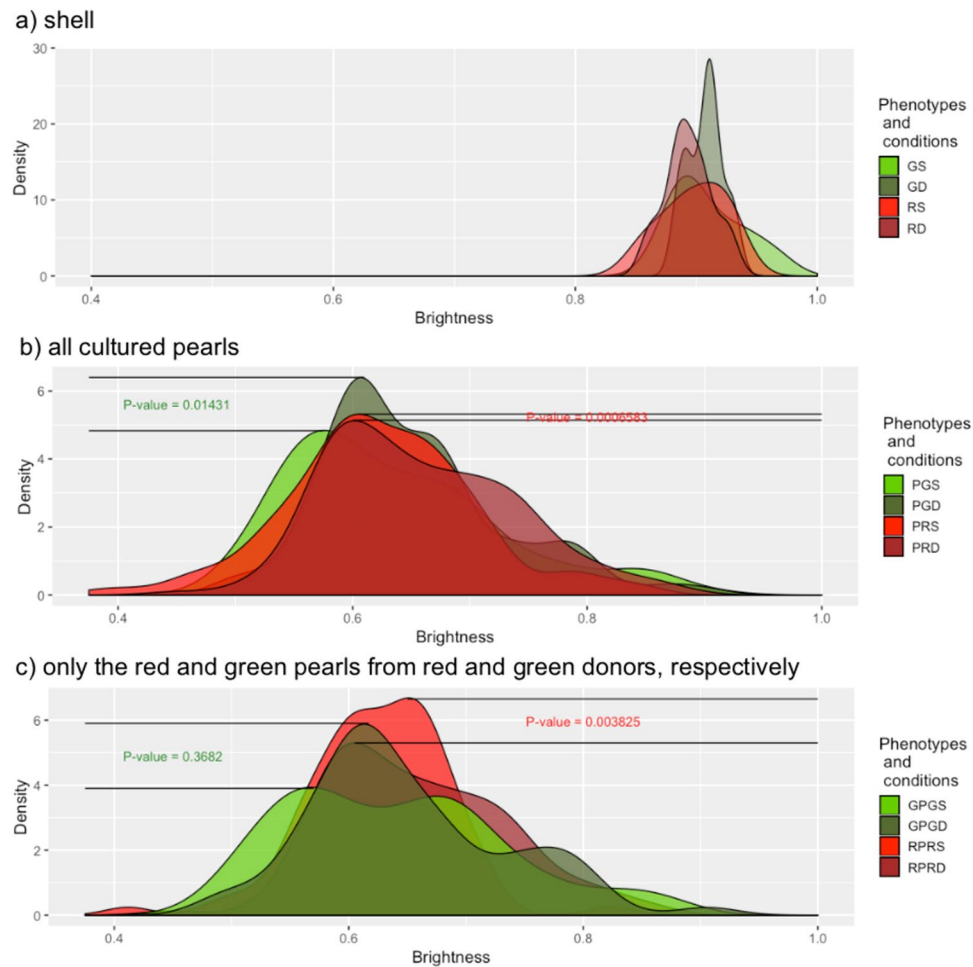 a) shell
30
20
10
0
Density
0.4
0.6
0.8
1.0
Brightness
Phenotypes
and
conditions
GS
GD
RS
RD
b) all cultured pearls
6
4
2
0
Density
P-value = 0.01431
P-value = 0.0006583
0.4
0.6
0.8
1.0
Brightness
Phenotypes
and
conditions
PGS
PGD
PRS
PRD
c) only the red and green pearls from red and green donors, respectively
6
4
2
0
Density
P-value = 0.3682
P-value = 0.003825
0.4
0.6
0.8
1.0
Brightness
Phenotypes
and
conditions
GPGS
GPGD
RPRS
RPRD